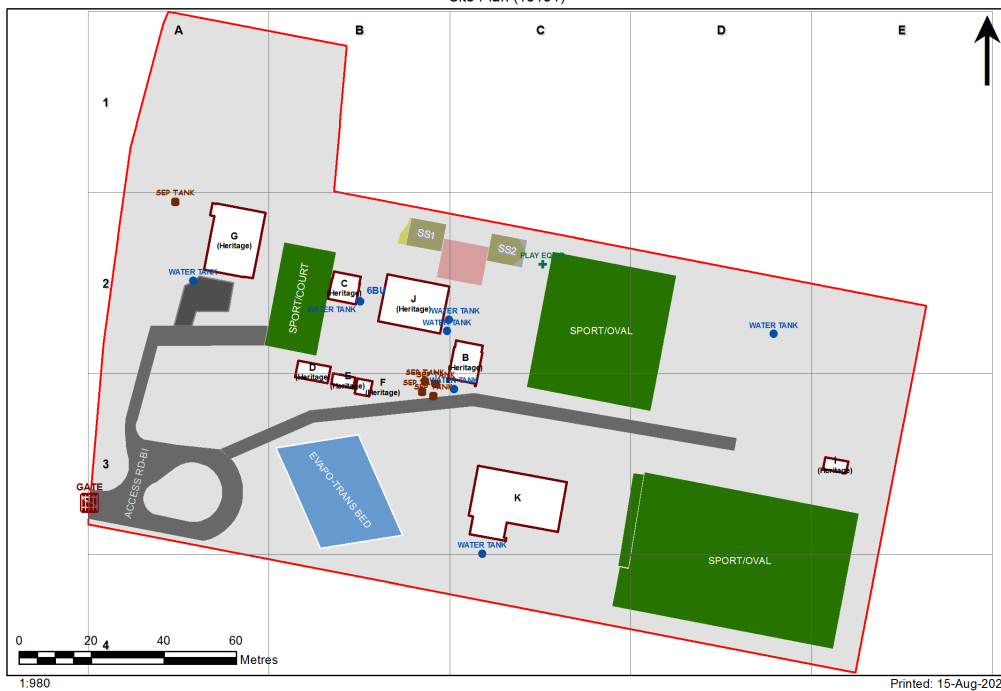 A
B
C
D
E
1
SEP TANK
G
(Heritage)
SS1
SS2
PLAY EQUIP
2
WATER TANK
SPORT/COURT
C
(Heritage)
6BU
WATER TANK
J
(Heritage)
WATER TANK
WATER TANK
SPORT/OVAL
WATER TANK
B
(Heritage)
D
(Heritage)
E
(Heritage)
F
(Heritage)
SEP TANK
SEP TANK
SEP TANK
SEP TANK
WATER TANK
3
ACCESS RD-BI
GATE
EVAPO-TRANS BED
K
I
(Heritage)
WATER TANK
SPORT/OVAL
4
0 20 40 60
Metres
1:980
Printed: 15-Aug-202